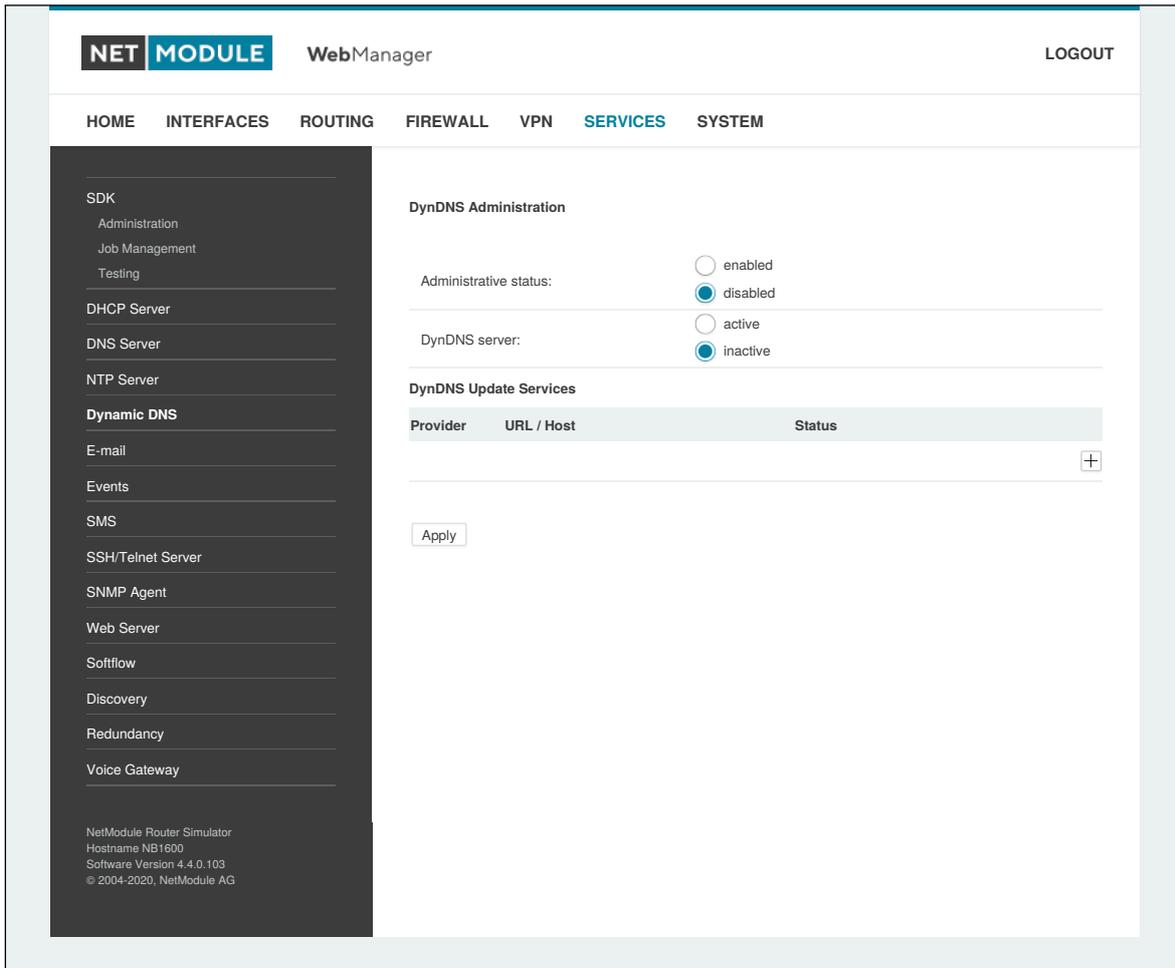 NET MODULE WebManager LOGOUT
HOME INTERFACES ROUTING FIREWALL VPN SERVICES SYSTEM
SDK
Administration
Job Management
Testing
DHCP Server
DNS Server
NTP Server
Dynamic DNS
E-mail
Events
SMS
SSH/Telnet Server
SNMP Agent
Web Server
Softflow
Discovery
Redundancy
Voice Gateway
NetModule Router Simulator
Hostname NB1600
Software Version 4.4.0.103
© 2004-2020, NetModule AG
DynDNS Administration
Administrative status:
enabled
disabled
DynDNS server:
active
inactive
DynDNS Update Services
Provider URL / Host Status
Apply